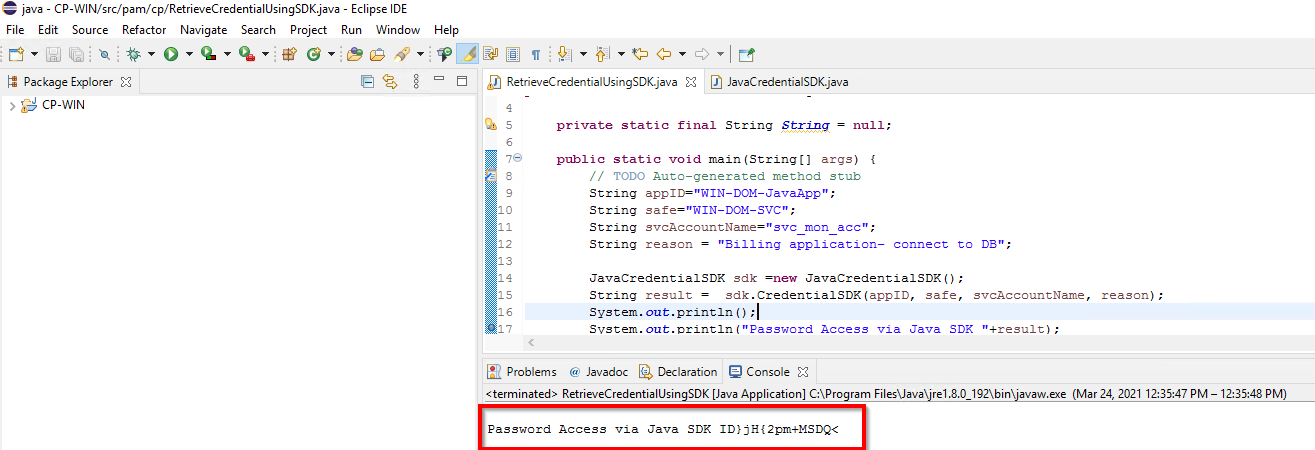 java - CP-WIN/src/pam/cp/RetrieveCredentialUsingSDK.java - Eclipse IDE
File Edit Source Refactor Navigate Search Project Run Window Help
Package Explorer
CP-WIN
RetrieveCredentialUsingSDK.java JavaCredentialSDK.java
4
5 private static final String String = null;
6
7 public static void main(String[] args) {
8 // TODO Auto-generated method stub
9 String appID="WIN-DOM-JavaApp";
10 String safe="WIN-DOM-SVC";
11 String svcAccountName="svc_mon_acc";
12 String reason = "Billing application- connect to DB";
13
14 JavaCredentialSDK sdk =new JavaCredentialSDK();
15 String result = sdk.CredentialSDK(appID, safe, svcAccountName, reason);
16 System.out.println();
17 System.out.println("Password Access via Java SDK "+result);
Problems @ Javadoc Declaration Console
<terminated> RetrieveCredentialUsingSDK [Java Application] C:\Program Files\Java\jre1.8.0_192\bin\javaw.exe (Mar 24, 2021 12:35:47 PM – 12:35:48 PM)
Password Access via Java SDK ID}jH{2pm+MSDQ<